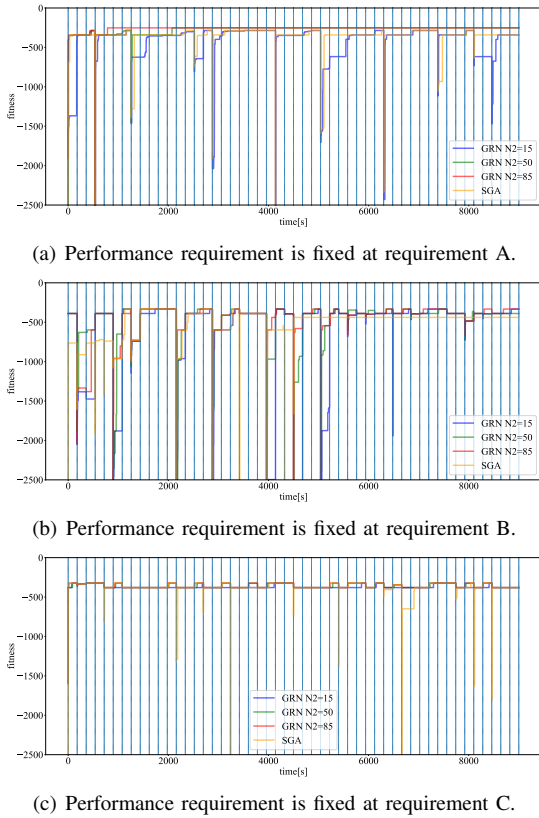 0
−500
−1000
−1500
−2000
−2500
fitness
0
2000
4000
6000
8000
time[s]
GRN N2=15
GRN N2=50
GRN N2=85
SGA
(a) Performance requirement is fixed at requirement A.
0
−500
−1000
−1500
−2000
−2500
fitness
0
2000
4000
6000
8000
time[s]
GRN N2=15
GRN N2=50
GRN N2=85
SGA
(b) Performance requirement is fixed at requirement B.
0
−500
−1000
−1500
−2000
−2500
fitness
0
2000
4000
6000
8000
time[s]
GRN N2=15
GRN N2=50
GRN N2=85
SGA
(c) Performance requirement is fixed at requirement C.